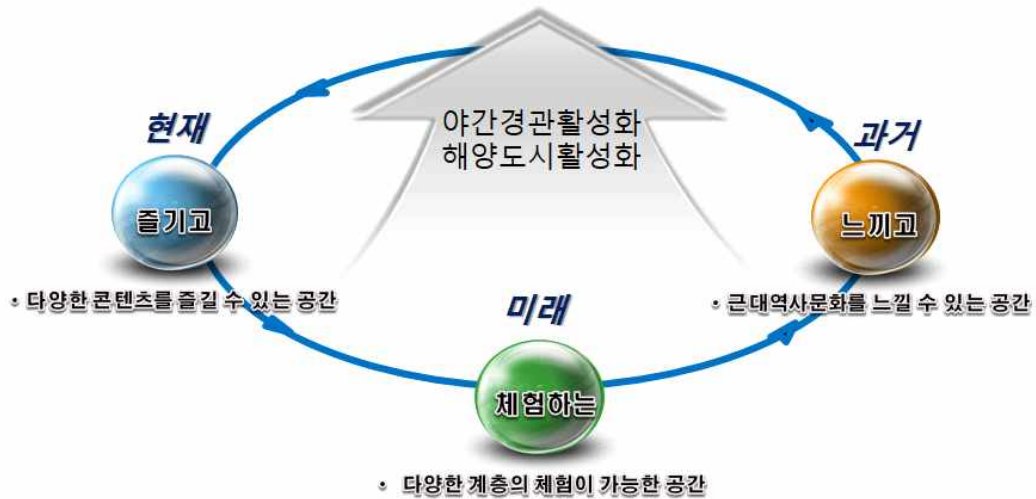 야간경관활성화
해양도시활성화
현재
즐기고
• 다양한 콘텐츠를 즐길 수 있는 공간
과거
느끼고
• 근대역사문화를 느낄 수 있는 공간
미래
체험하는
• 다양한 계층의 체험이 가능한 공간